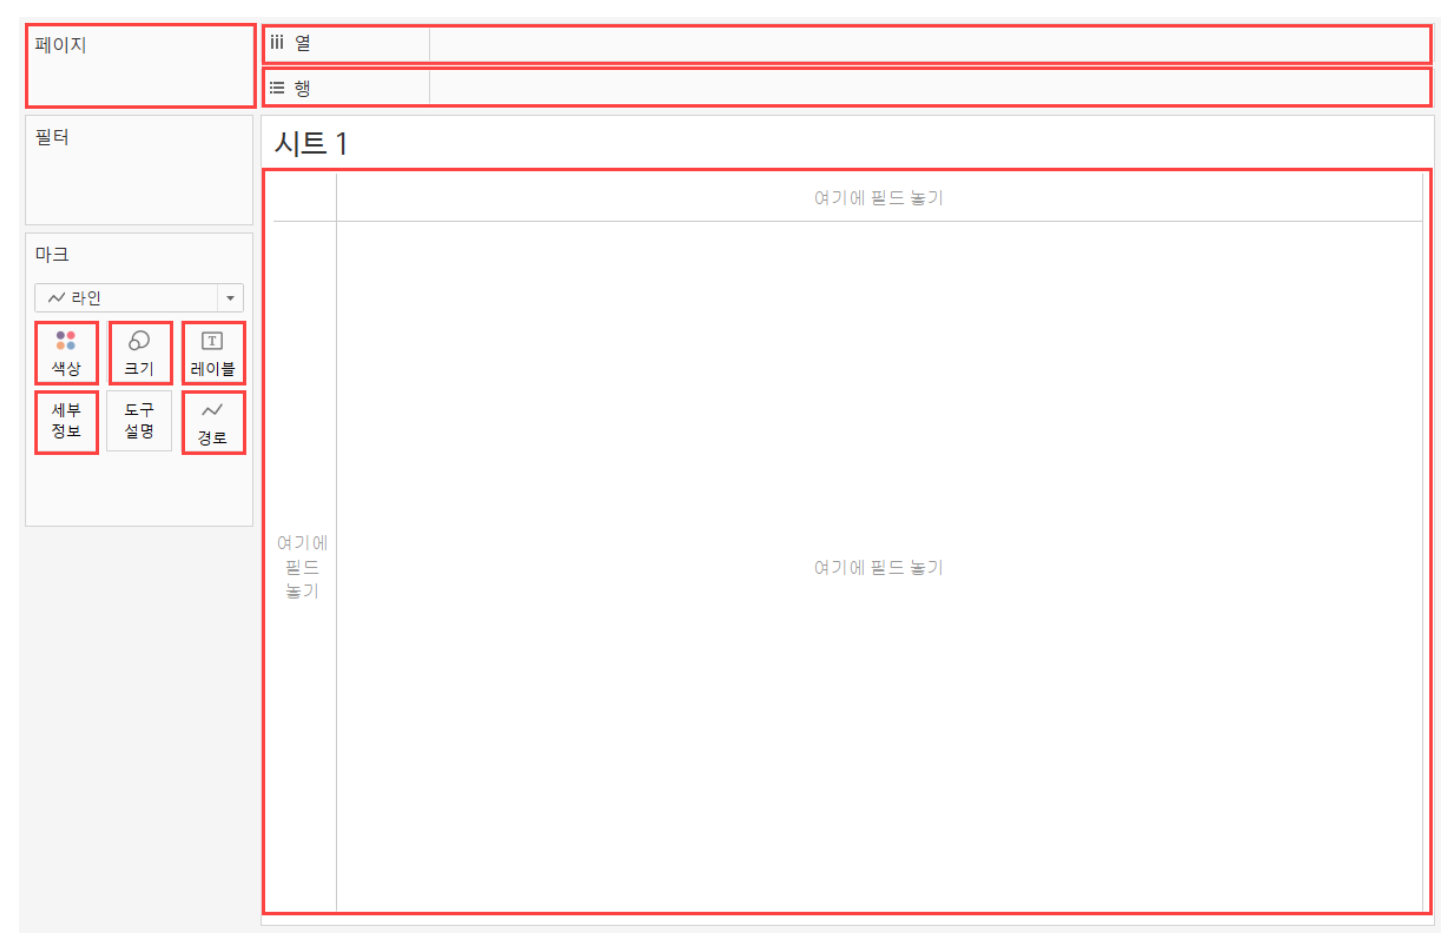 페이지
열
행
필터
시트 1
여기에 필드 놓기
마크
라인
색상
크기
T
레이블
세부
정보
도구
설명
경로
여기에
필드
놓기
여기에 필드 놓기